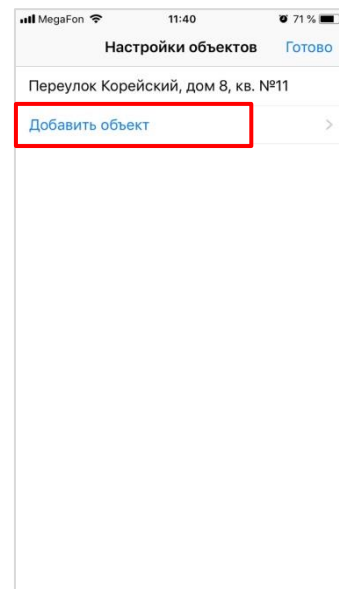 MegaFon 11:40 71 %
Настройки объектов Готово
Переулок Корейский, дом 8, кв. №11
Добавить объект